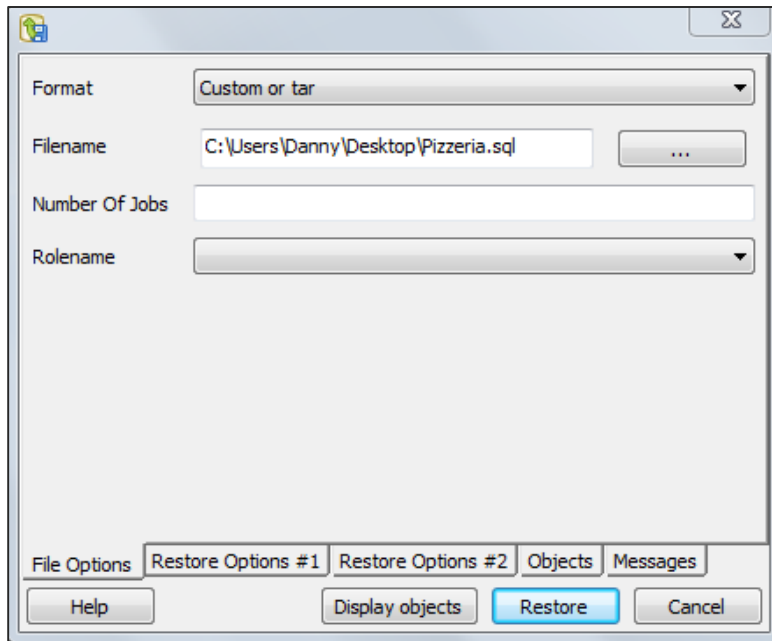 Format Custom or tar
Filename C:\Users\Danny\Desktop\Pizzeria.sql ...
Number Of Jobs
Rolename
File Options Restore Options #1 Restore Options #2 Objects Messages
Help Display objects Restore Cancel